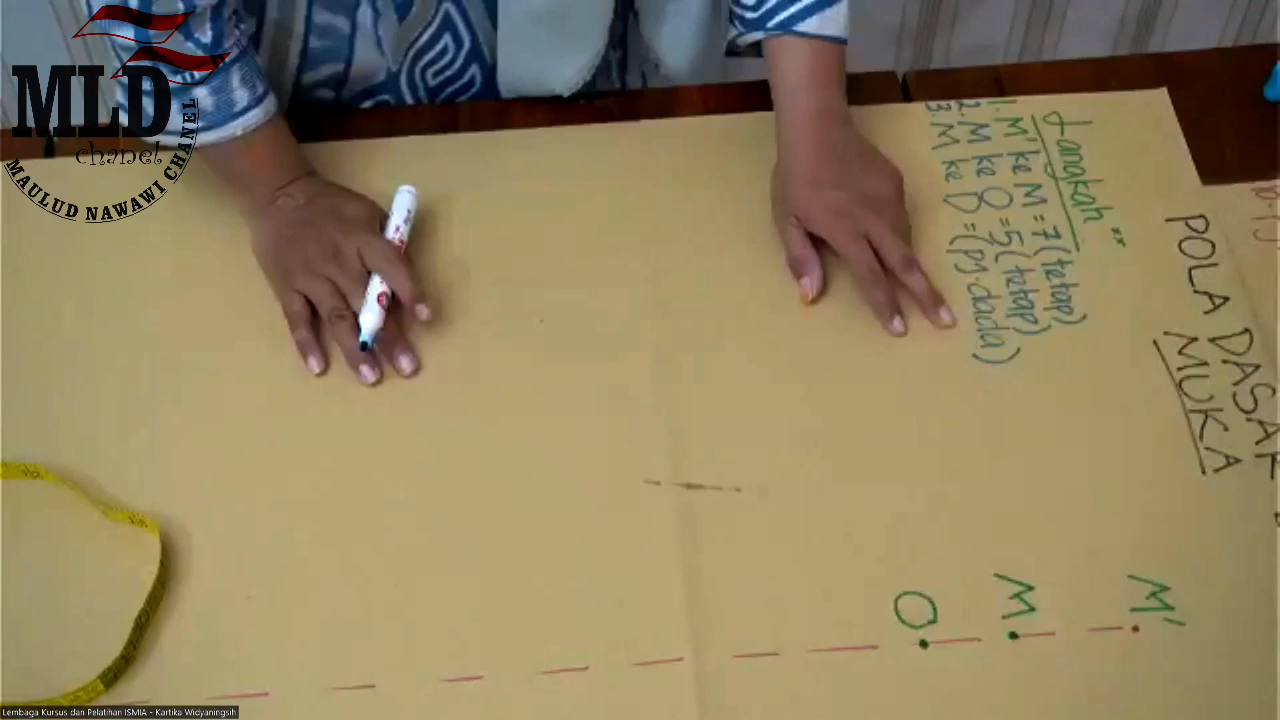 MLD
chanel
MAULUD NAWAWI CHANEL
POLA DASAR
MUKA
Langkah"
1. M' ke M = 7 (tetap)
2. M ke O = 5 (tetap)
3. M ke D = (pj. dada)
M'
M
O
Lembaga Kursus dan Pelatihan ISMIA - Kartika Widyaningsih